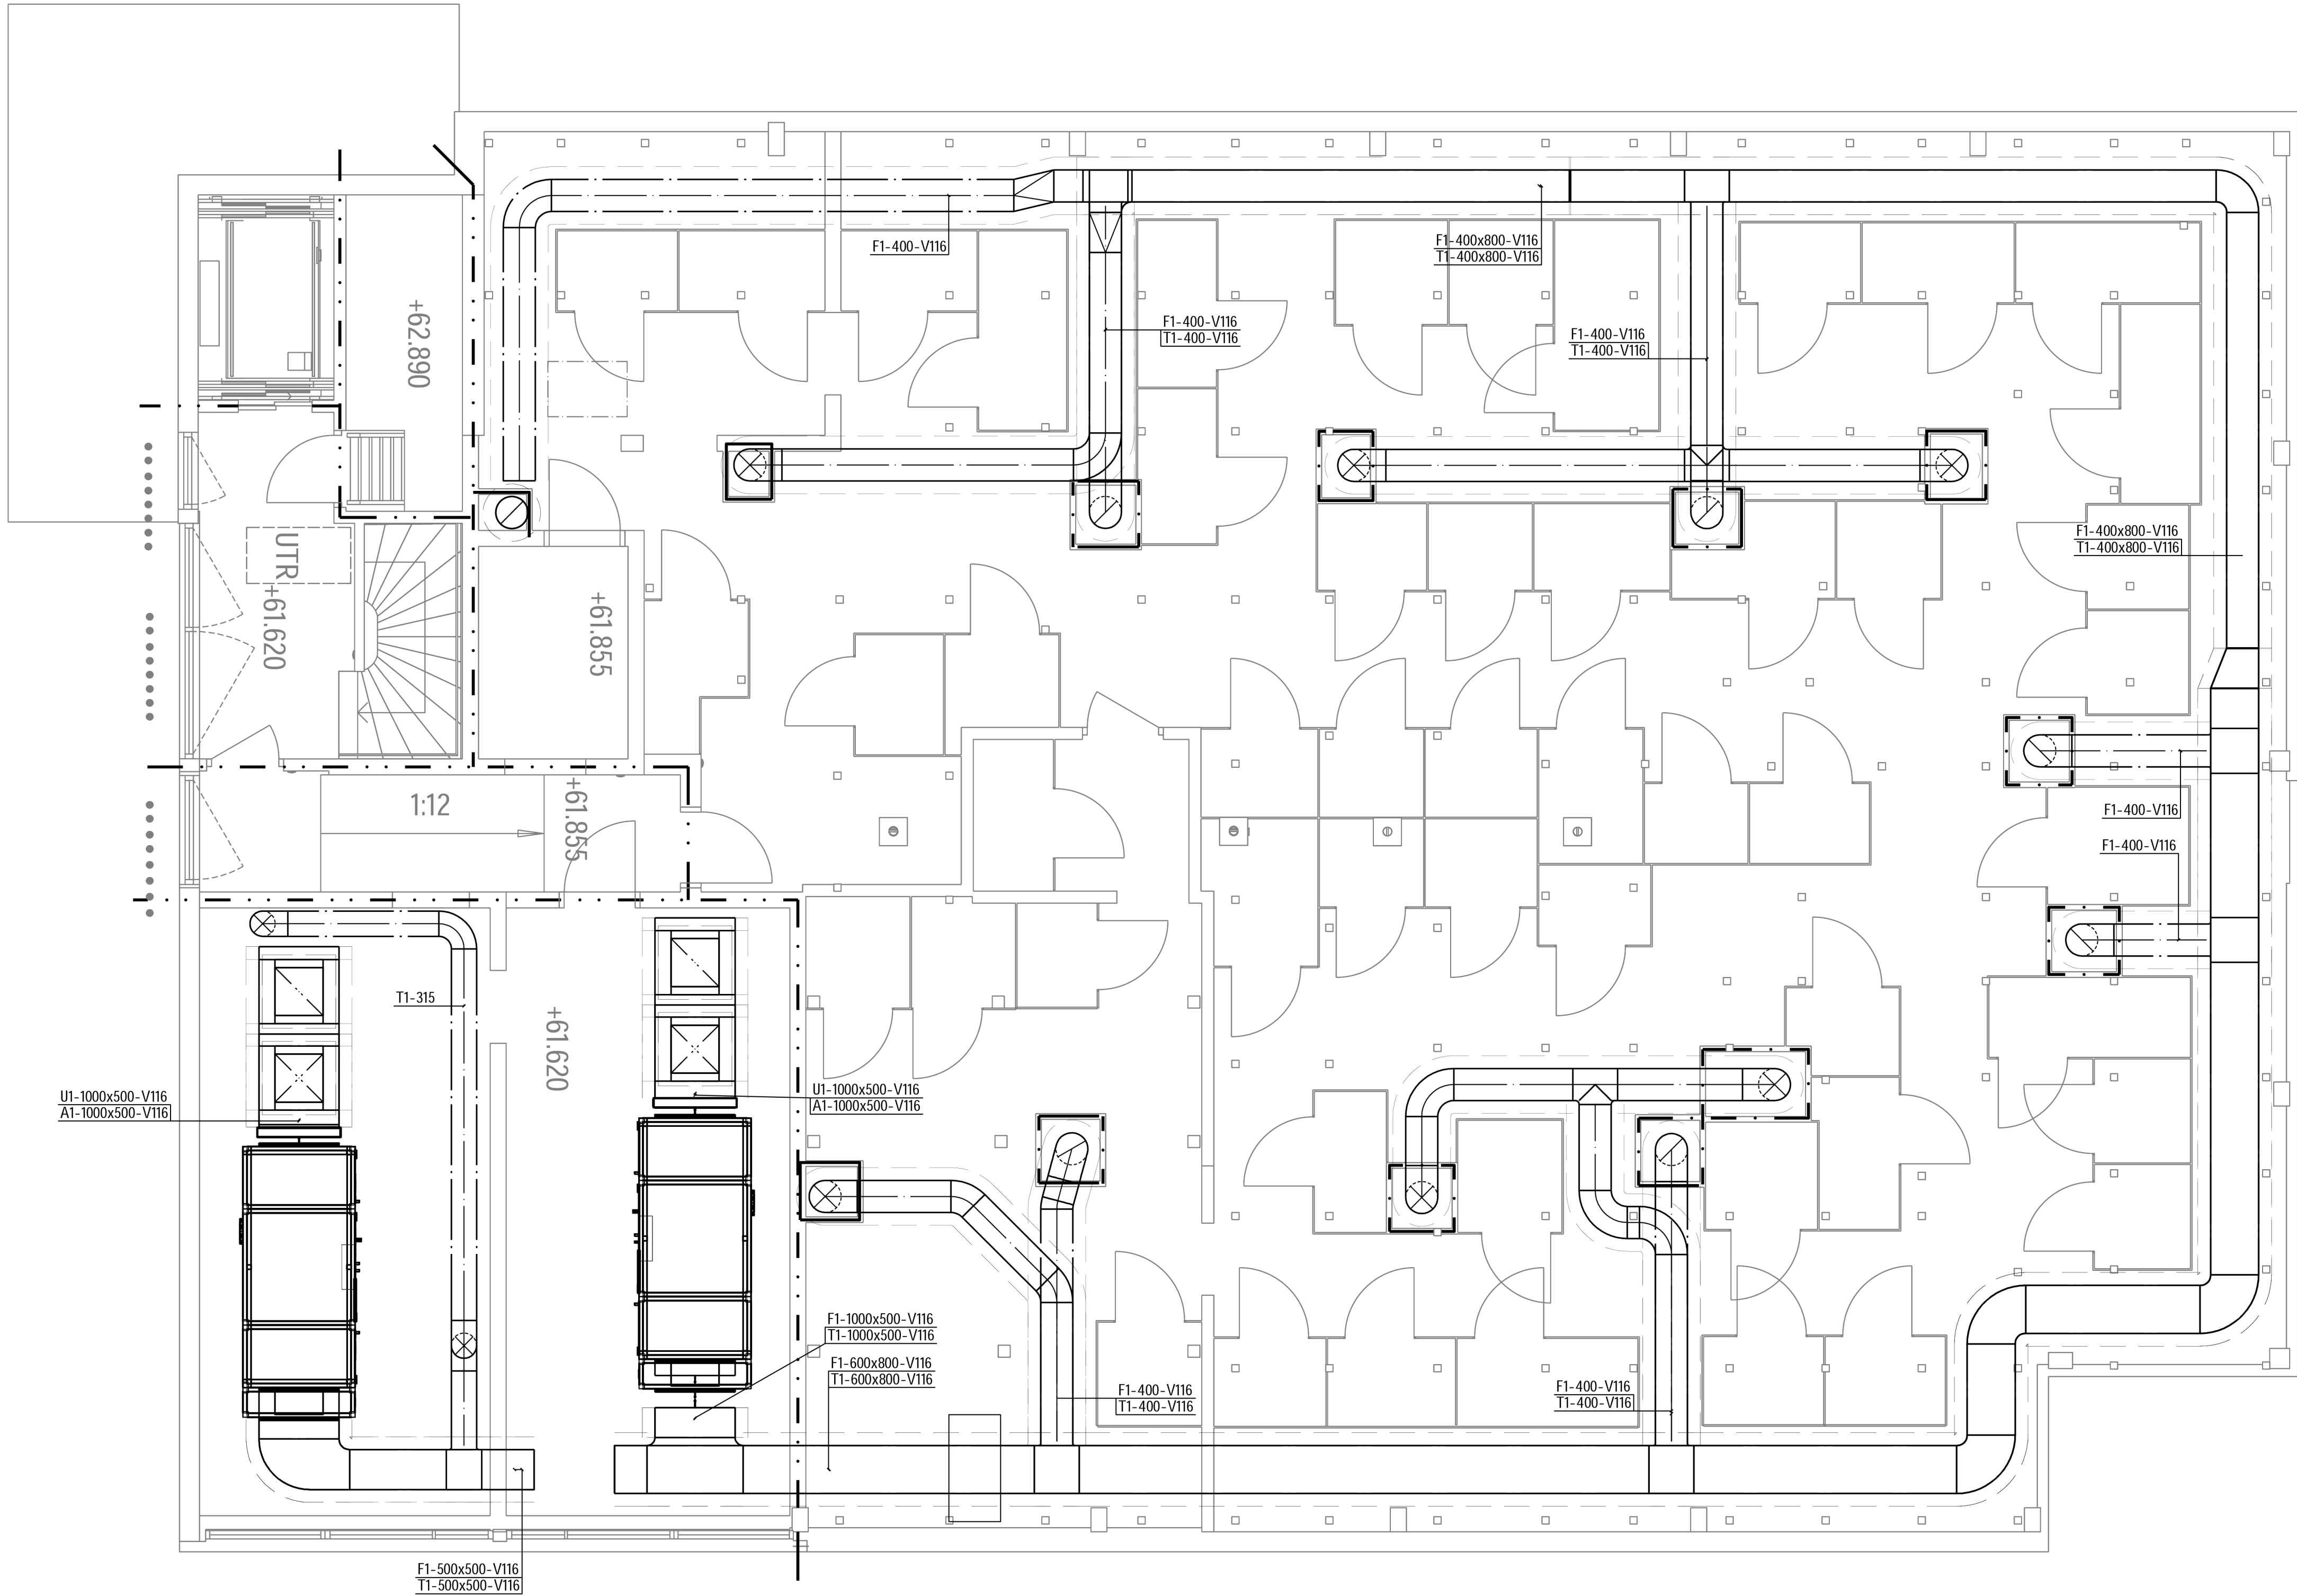 F1-400-V116
F1-400x800-V116
T1-400x800-V116
+62.890
F1-400-V116
T1-400-V116
F1-400-V116
T1-400-V116
F1-400x800-V116
T1-400x800-V116
UTR
+61.620
+61.855
1:12
+61.855
F1-400-V116
F1-400-V116
T1-315
+61.620
U1-1000x500-V116
A1-1000x500-V116
U1-1000x500-V116
A1-1000x500-V116
F1-1000x500-V116
T1-1000x500-V116
F1-600x800-V116
T1-600x800-V116
F1-400-V116
T1-400-V116
F1-400-V116
T1-400-V116
F1-500x500-V116
T1-500x500-V116